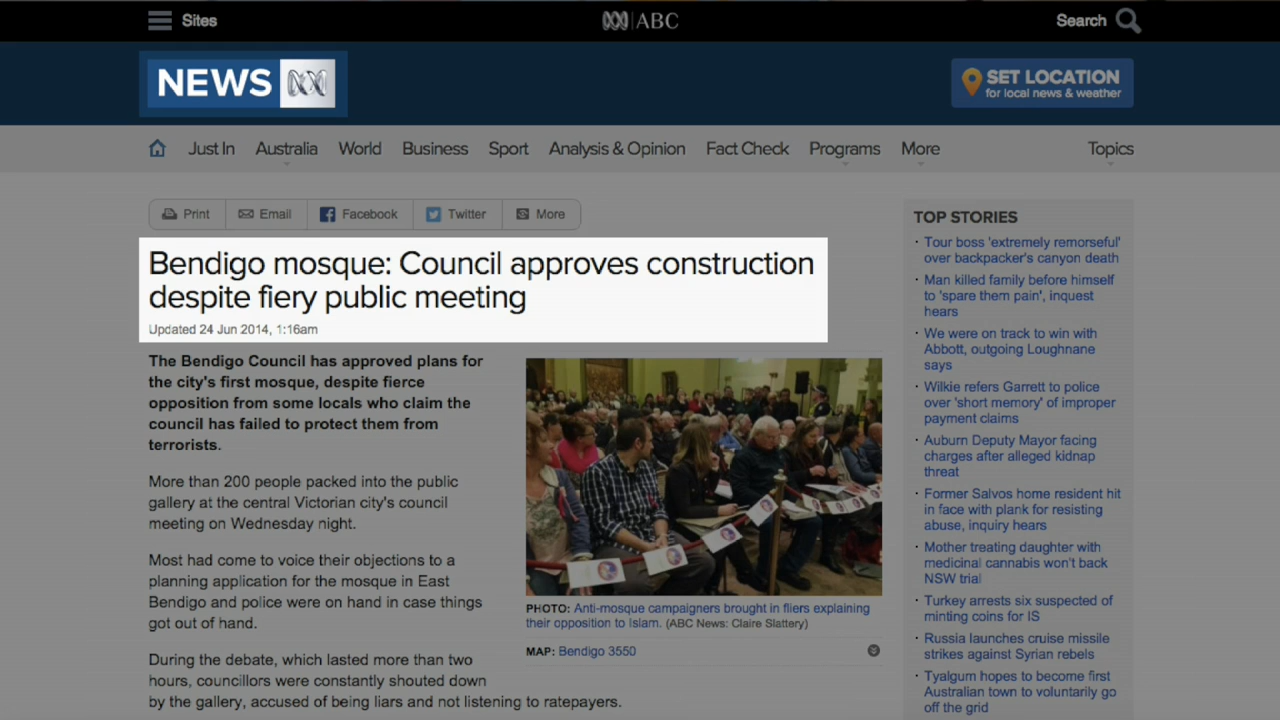 Sites
ABC
Search
NEWS
SET LOCATION
for local news & weather
Just In
Australia
World
Business
Sport
Analysis & Opinion
Fact Check
Programs
More
Topics
Print
Email
Facebook
Twitter
More
Bendigo mosque: Council approves construction
despite fiery public meeting
Updated 24 Jun 2014, 1:16am
The Bendigo Council has approved plans for
the city's first mosque, despite fierce
opposition from some locals who claim the
council has failed to protect them from
terrorists.
More than 200 people packed into the public
gallery at the central Victorian city's council
meeting on Wednesday night.
Most had come to voice their objections to a
planning application for the mosque in East
Bendigo and police were on hand in case things
got out of hand.
During the debate, which lasted more than two
hours, councillors were constantly shouted down
by the gallery, accused of being liars and not listening to ratepayers.
PHOTO: Anti-mosque campaigners brought in fliers explaining
their opposition to Islam. (ABC News: Claire Slattery)
MAP: Bendigo 3550
TOP STORIES
· Tour boss 'extremely remorseful'
over backpacker's canyon death
· Man killed family before himself
to 'spare them pain', inquest
hears
· We were on track to win with
Abbott, outgoing Loughnane
says
· Wilkie refers Garrett to police
over 'short memory' of improper
payment claims
· Auburn Deputy Mayor facing
charges after alleged kidnap
threat
· Former Salvos home resident hit
in face with plank for resisting
abuse, inquiry hears
· Mother treating daughter with
medicinal cannabis won't back
NSW trial
· Turkey arrests six suspected of
minting coins for IS
· Russia launches cruise missile
strikes against Syrian rebels
· Tyalgum hopes to become first
Australian town to voluntarily go
off the grid